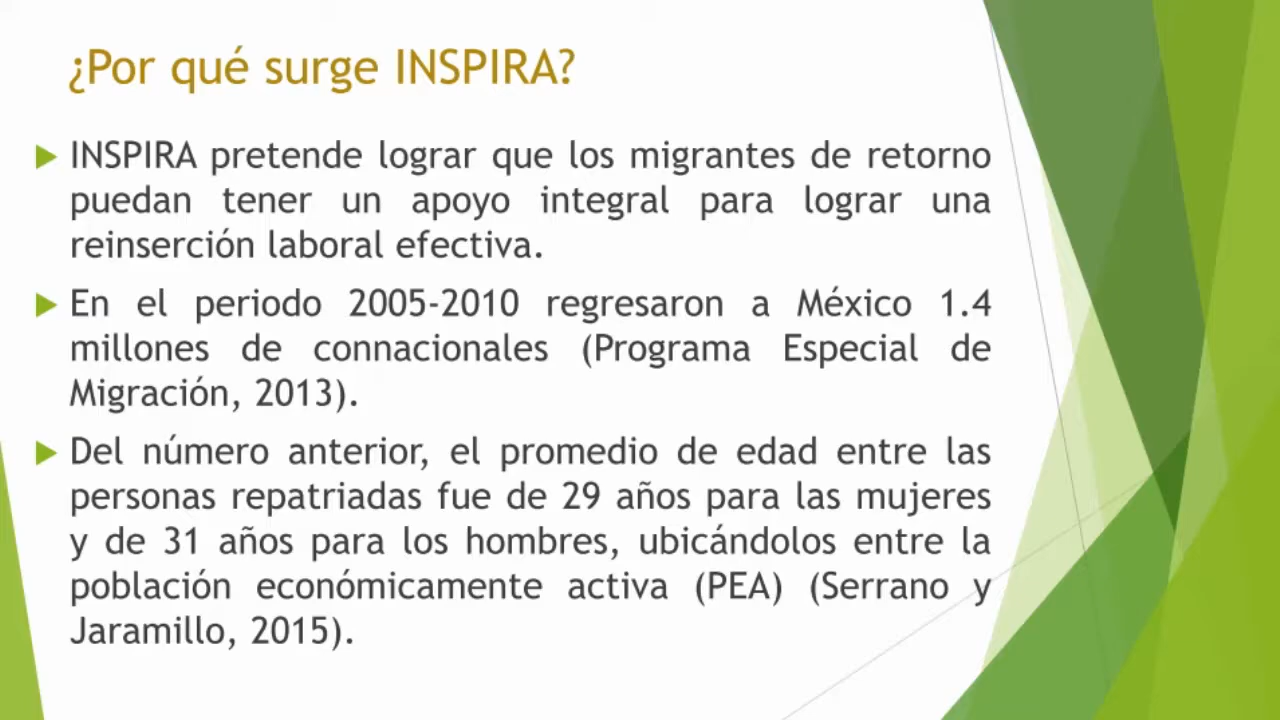 ¿Por qué surge INSPIRA?
INSPIRA pretende lograr que los migrantes de retorno
puedan tener un apoyo integral para lograr una
reinserción laboral efectiva.
En el periodo 2005-2010 regresaron a México 1.4
millones de connacionales (Programa Especial de
Migración, 2013).
Del número anterior, el promedio de edad entre las
personas repatriadas fue de 29 años para las mujeres
y de 31 años para los hombres, ubicándolos entre la
población económicamente activa (PEA) (Serrano y
Jaramillo, 2015).